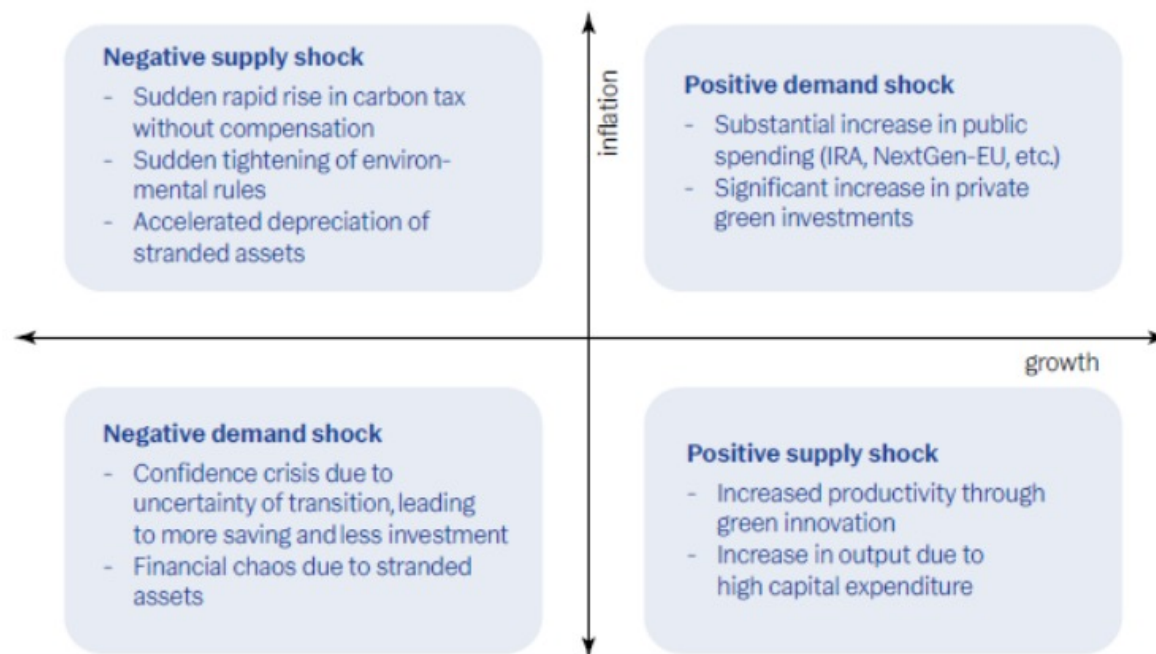 Negative supply shock
- Sudden rapid rise in carbon tax
without compensation
- Sudden tightening of environ-
mental rules
- Accelerated depreciation of
stranded assets
inflation
Positive demand shock
- Substantial increase in public
spending (IRA, NextGen-EU, etc.)
- Significant increase in private
green investments
growth
Negative demand shock
- Confidence crisis due to
uncertainty of transition, leading
to more saving and less investment
- Financial chaos due to stranded
assets
Positive supply shock
- Increased productivity through
green innovation
- Increase in output due to
high capital expenditure